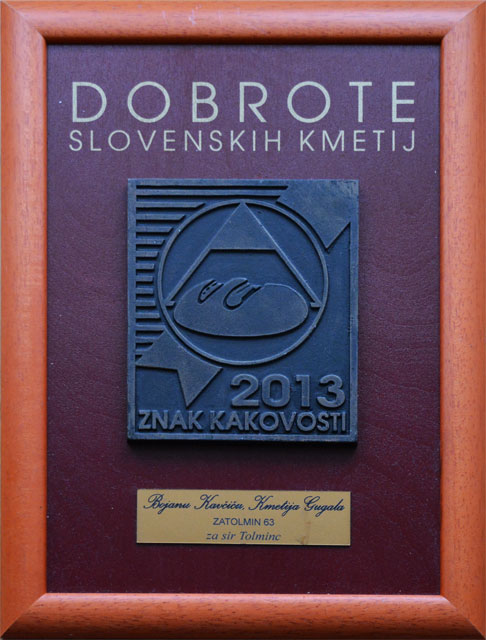 DOBROTE
SLOVENSKIH KMETIJ
2013
ZNAK KAKOVOSTI
Bojanu Kavčiču, Kmetija Gugala
ZATOLMIN 63
za sir Tolminc